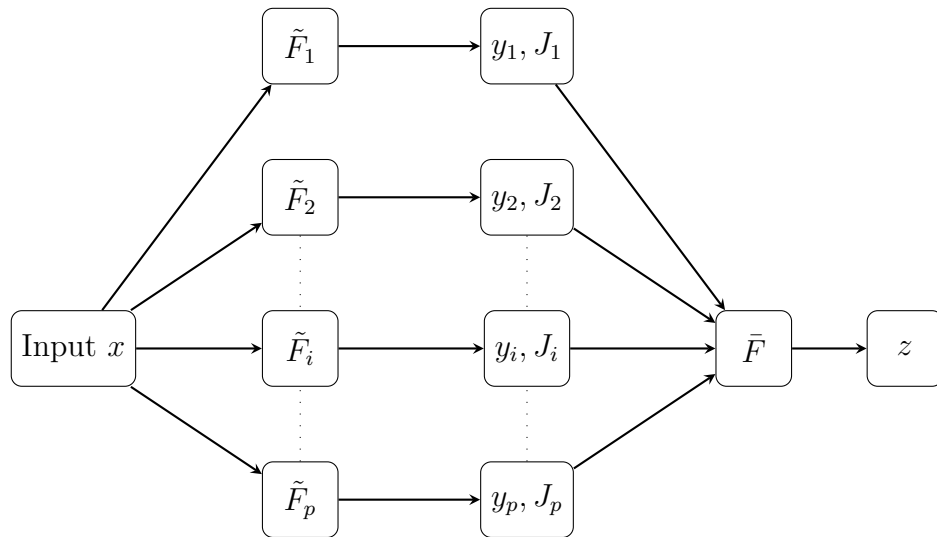 F̃₁ y₁, J₁
F̃₂ y₂, J₂
Input x F̃ᵢ yᵢ, Jᵢ F̄ z
F̃ₚ yₚ, Jₚ